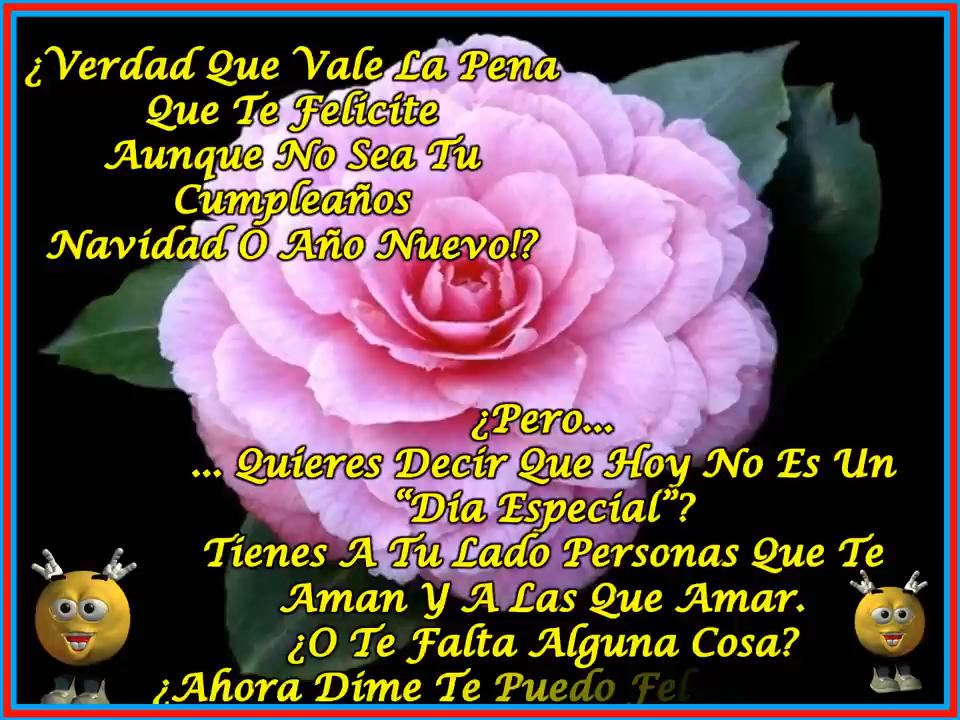 ¿Verdad Que Vale La Pena
Que Te Felicite
Aunque No Sea Tu
Cumpleaños
Navidad O Año Nuevo!?
¿Pero...
... Quieres Decir Que Hoy No Es Un
“Dia Especial”?
Tienes A Tu Lado Personas Que Te
Aman Y A Las Que Amar.
¿O Te Falta Alguna Cosa?
¿Ahora Dime Te Puedo Fel